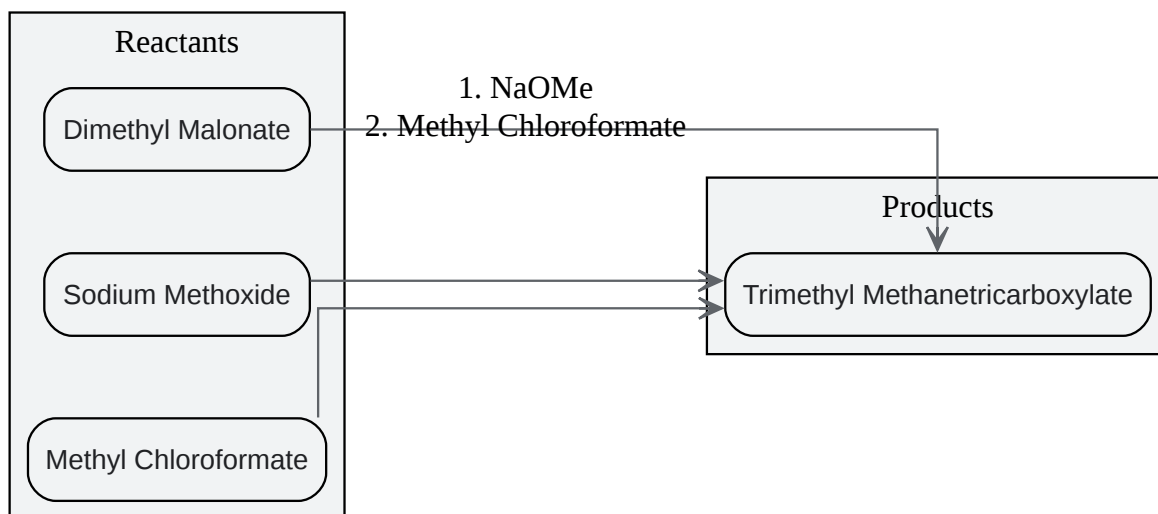 Reactants
Dimethyl Malonate
1. NaOMe
2. Methyl Chloroformate
Products
Sodium Methoxide
Trimethyl Methanetricarboxylate
Methyl Chloroformate